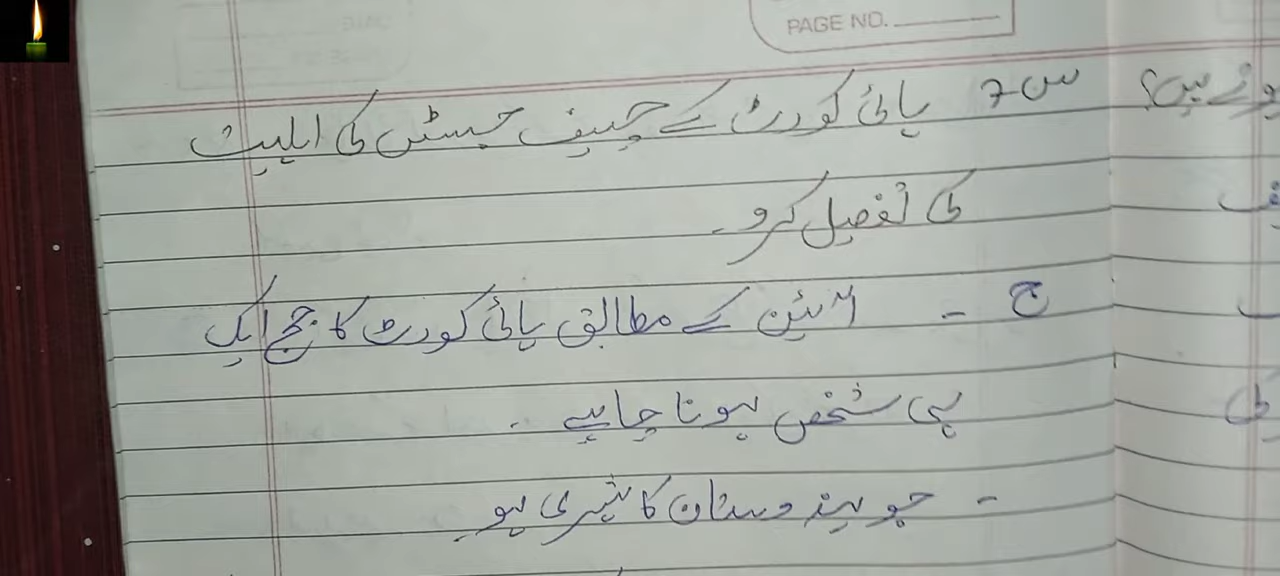 PAGE NO.
س 7 ہائی کورٹ کے چیف جسٹس کی اہلیت
کی تفصیل کرو۔
ج - آئین کے مطابق ہائی کورٹ کا جج ایک
ہی شخص ہونا چاہیے۔
- جو ہندوستان کا شہری ہو۔